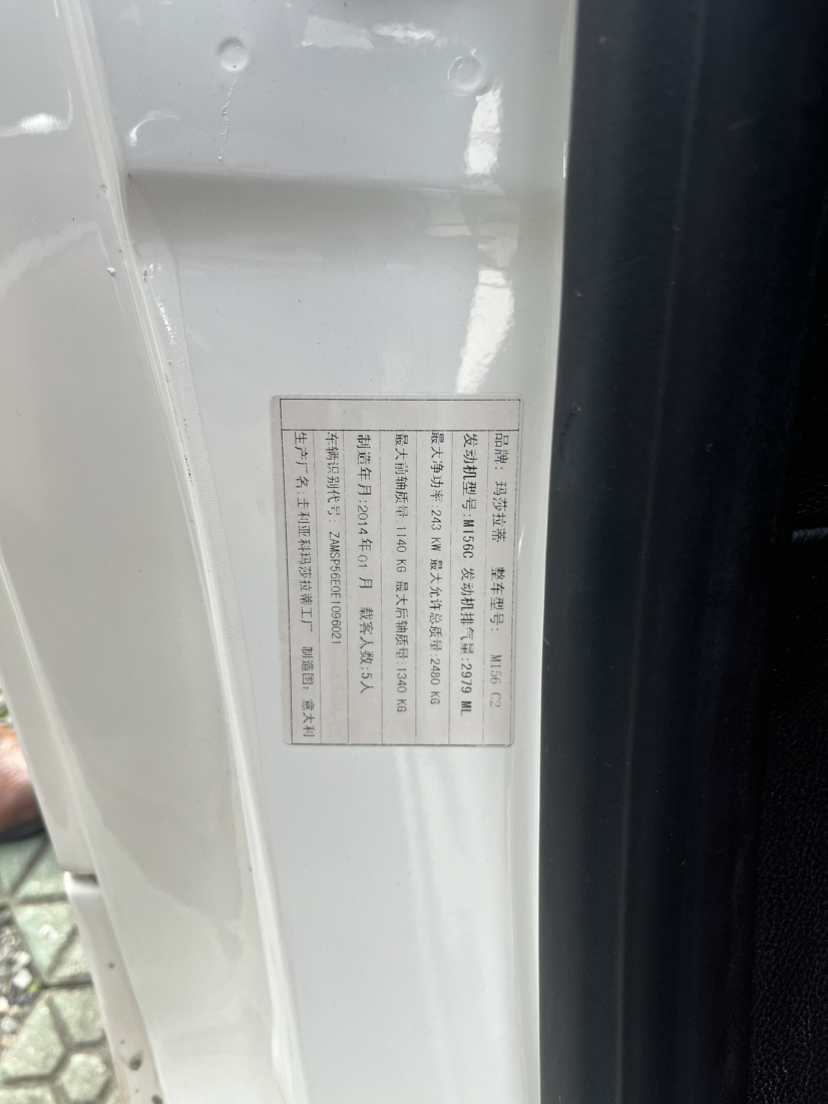 品牌: 玛莎拉蒂 整车型号: M156 C2
发动机型号:M156C 发动机排气量:2979 ML
最大净功率:243 KW 最大允许总质量:2480 KG
最大前轴质量 1140 KG 最大后轴质量:1340 KG
制造年月:2014年01月 载客人数:5人
车辆识别代号: ZAMSP56E0E1096021
生产厂名:圭利亚科玛莎拉蒂工厂 制造国: 意大利